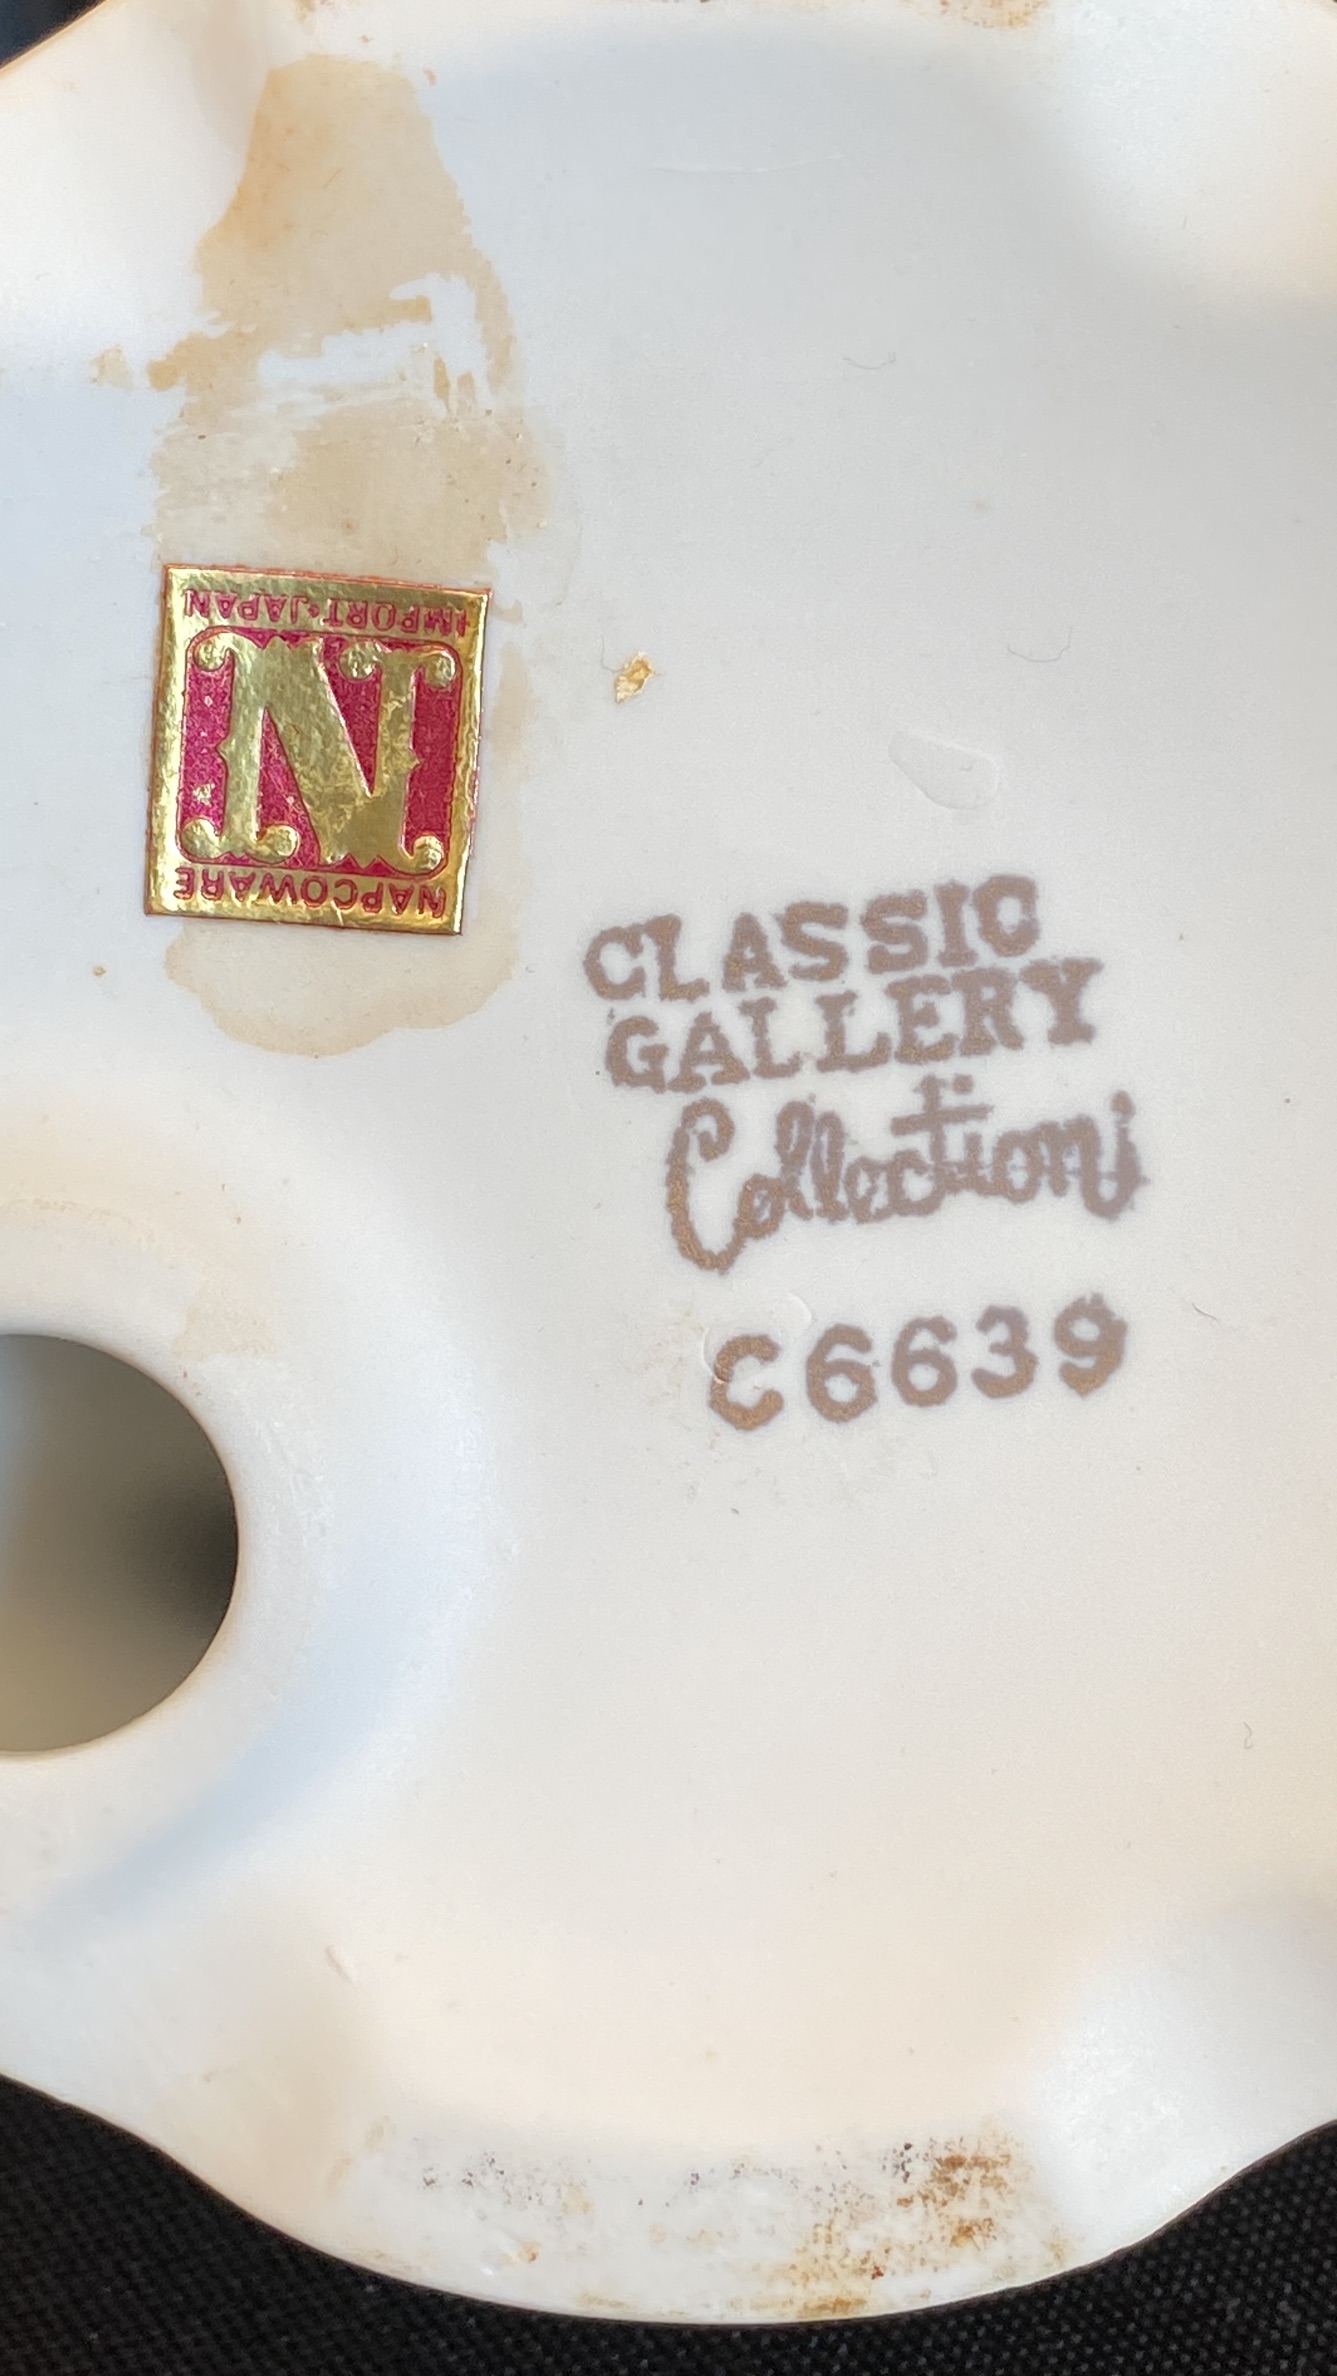 IMPORT·JAPAN
N
NAPCOWARE
CLASSIC
GALLERY
Collection
C6639